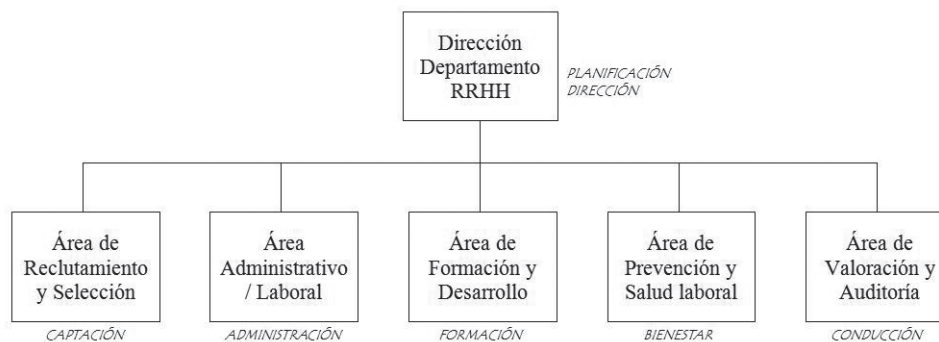 Dirección
Departamento
RRHH
PLANIFICACIÓN
DIRECCIÓN
Área de
Reclutamiento
y Selección
CAPTACIÓN
Área
Administrativo
/ Laboral
ADMINISTRACIÓN
Área de
Formación y
Desarrollo
FORMACIÓN
Área de
Prevención y
Salud laboral
BIENESTAR
Área de
Valoración y
Auditoría
CONDUCCIÓN